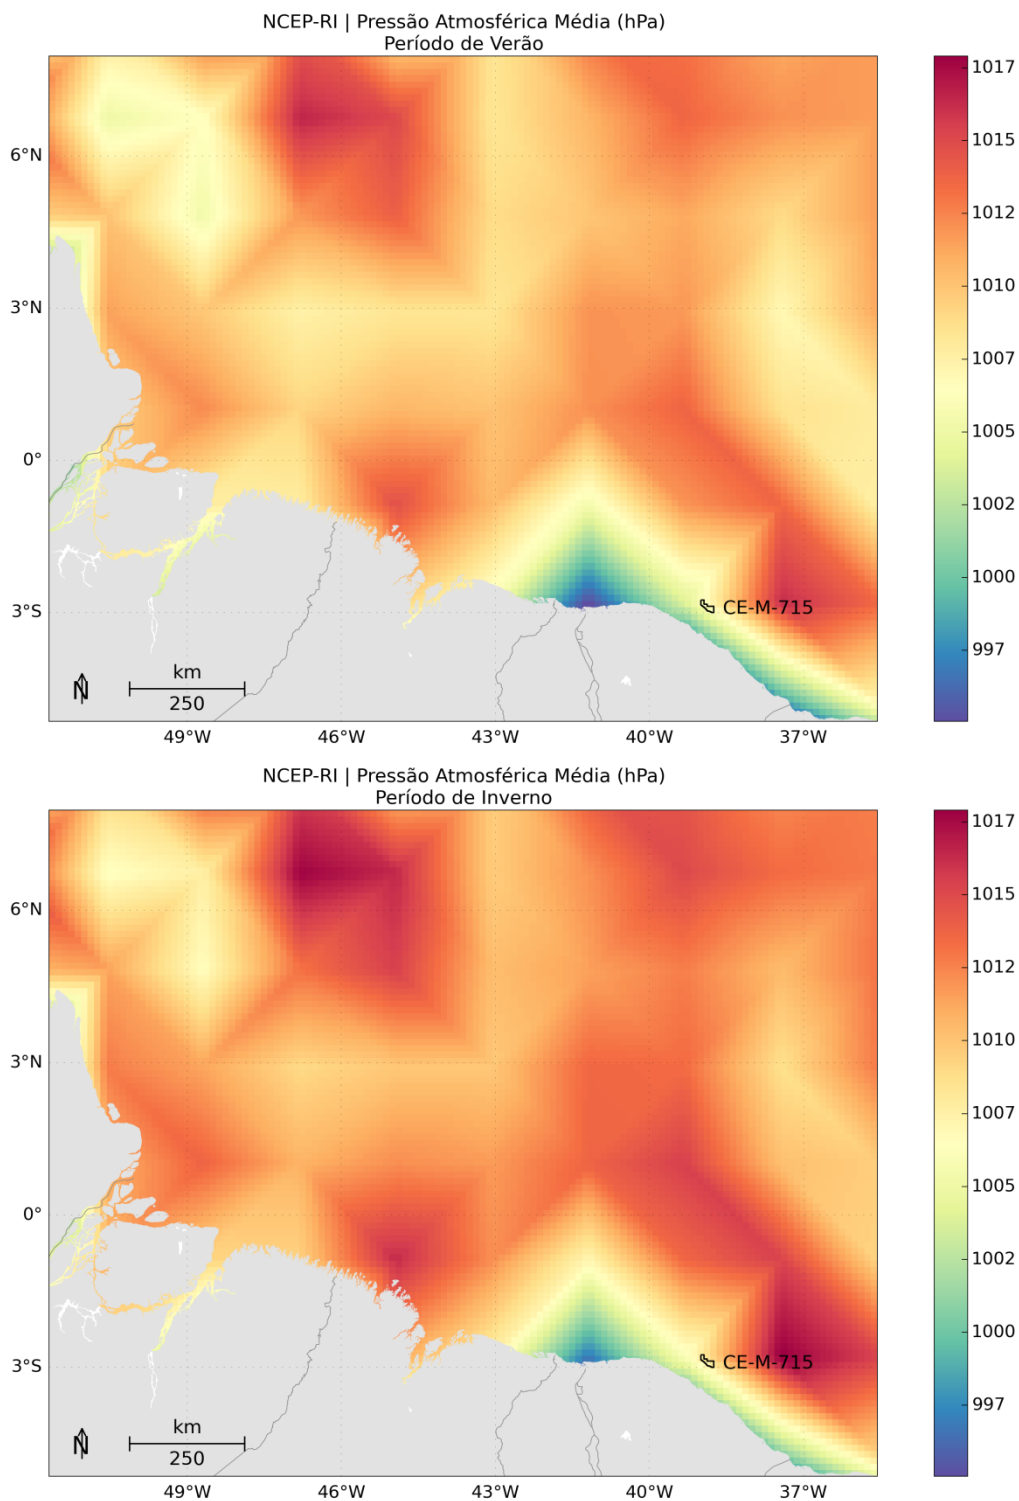 NCEP-RI | Pressão Atmosférica Média (hPa)
Período de Verão
1017
1015
6°N
1012
1010
3°N
1007
1005
0°
1002
1000
3°S
CE-M-715
997
N
km
250
49°W
46°W
43°W
40°W
37°W
NCEP-RI | Pressão Atmosférica Média (hPa)
Período de Inverno
1017
1015
6°N
1012
1010
3°N
1007
1005
0°
1002
1000
3°S
CE-M-715
997
N
km
250
49°W
46°W
43°W
40°W
37°W